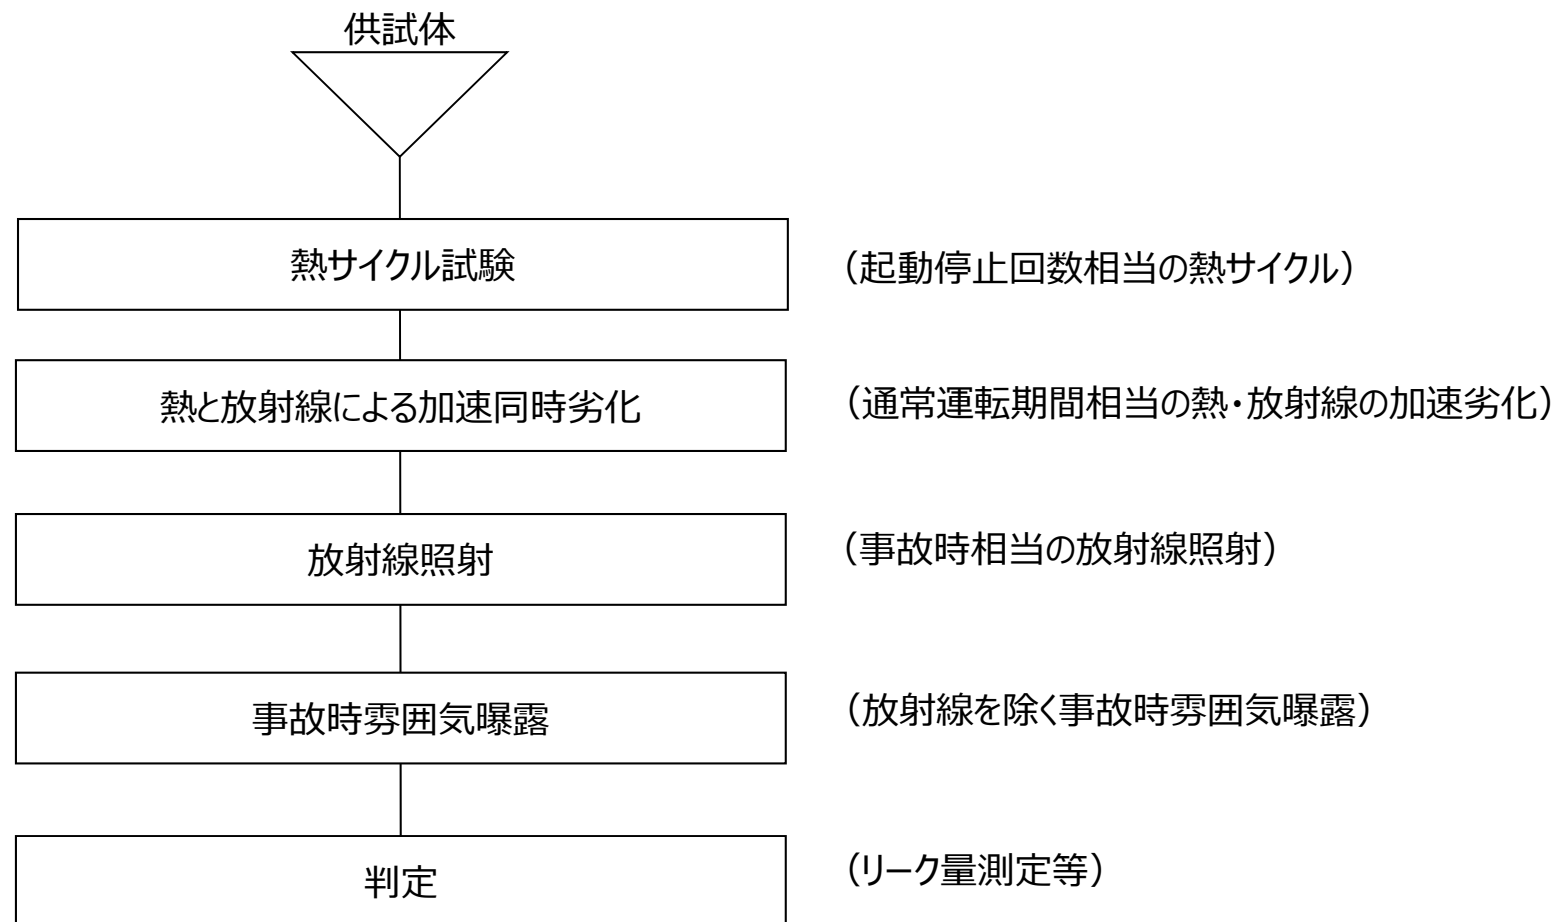 供試体
熱サイクル試験
（起動停止回数相当の熱サイクル）
熱と放射線による加速同時劣化
（通常運転期間相当の熱・放射線の加速劣化）
放射線照射
（事故時相当の放射線照射）
事故時雰囲気曝露
（放射線を除く事故時雰囲気曝露）
判定
（リーク量測定等）